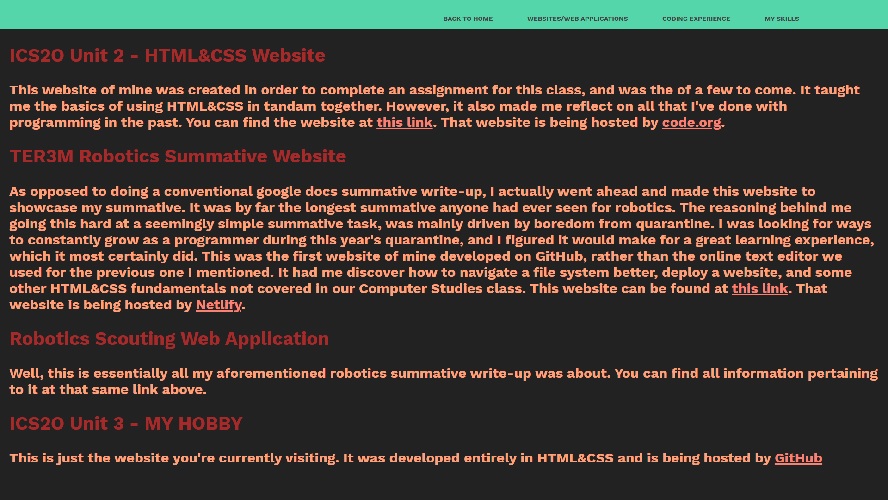 BACK TO HOME WEBSITES/WEB APPLICATIONS CODING EXPERIENCE MY SKILLS
ICS2O Unit 2 - HTML&CSS Website
This website of mine was created in order to complete an assignment for this class, and was the of a few to come. It taught
me the basics of using HTML&CSS in tandam together. However, it also made me reflect on all that I've done with
programming in the past. You can find the website at this link. That website is being hosted by code.org.
TER3M Robotics Summative Website
As opposed to doing a conventional google docs summative write-up, I actually went ahead and made this website to
showcase my summative. It was by far the longest summative anyone had ever seen for robotics. The reasoning behind me
going this hard at a seemingly simple summative task, was mainly driven by boredom from quarantine. I was looking for ways
to constantly grow as a programmer during this year's quarantine, and I figured it would make for a great learning experience,
which it most certainly did. This was the first website of mine developed on GitHub, rather than the online text editor we
used for the previous one I mentioned. It had me discover how to navigate a file system better, deploy a website, and some
other HTML&CSS fundamentals not covered in our Computer Studies class. This website can be found at this link. That
website is being hosted by Netlify.
Robotics Scouting Web Application
Well, this is essentially all my aforementioned robotics summative write-up was about. You can find all information pertaining
to it at that same link above.
ICS2O Unit 3 - MY HOBBY
This is just the website you're currently visiting. It was developed entirely in HTML&CSS and is being hosted by GitHub